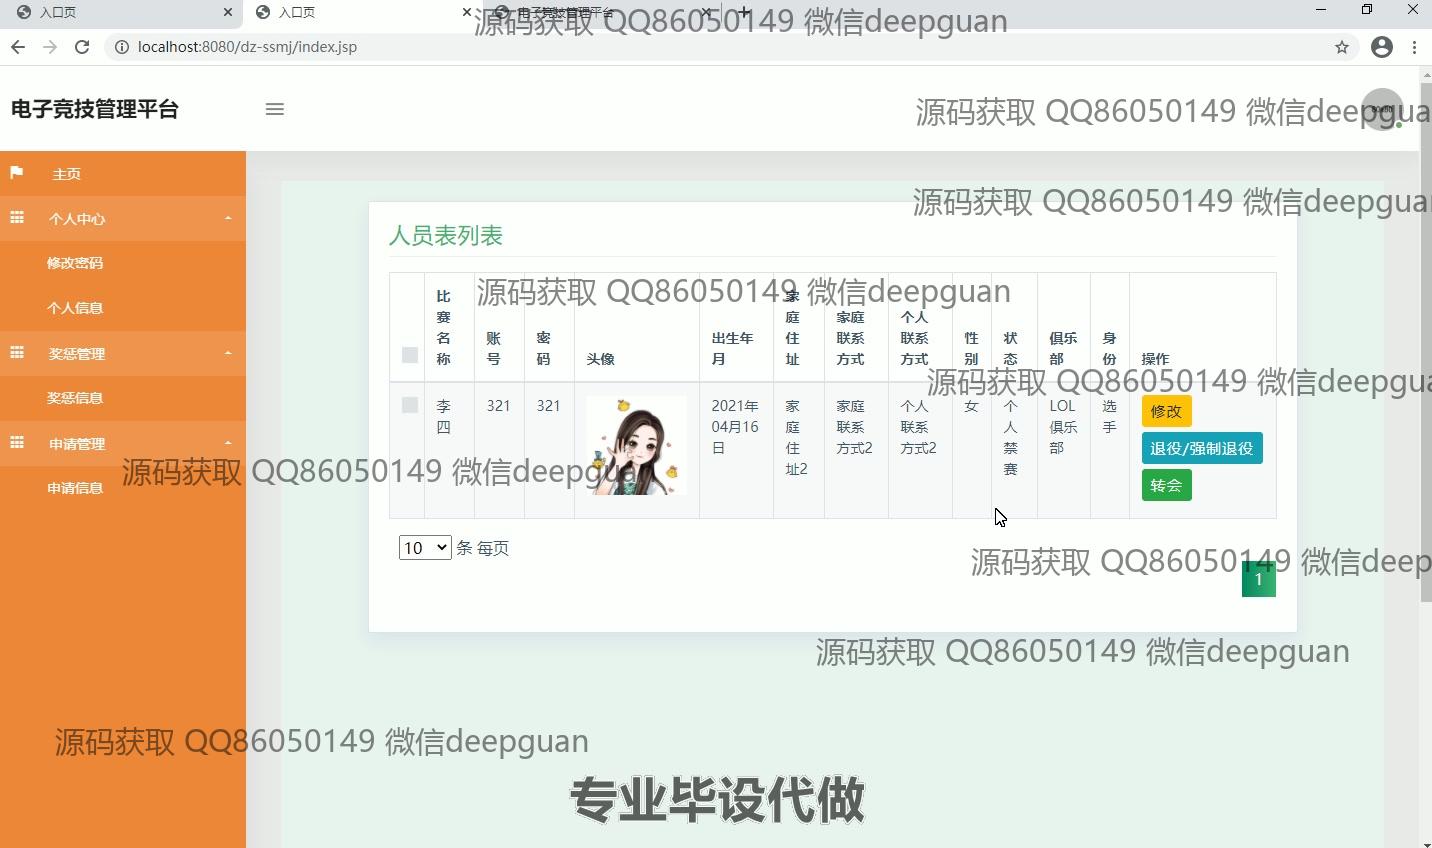 入口页
入口页
电子竞技管理平台
源码获取 QQ86050149 微信deepguan
localhost:8080/dz-ssmj/index.jsp
电子竞技管理平台
源码获取 QQ86050149 微信deepgua
主页
个人中心
源码获取 QQ86050149 微信deepgua
人员表列表
修改密码
源码获取 QQ86050149 微信deepguan
个人信息
比赛名称 账号 密码 头像 出生年月 家庭住址 家庭联系方式 个人联系方式 性别 状态 俱乐部 身份 操作
奖惩管理
源码获取 QQ86050149 微信deepgua
奖惩信息
李四 321 321 2021年04月16日 家庭住址2 家庭联系方式2 个人联系方式2 女 个人禁赛 LOL俱乐部 选手 修改
退役/强制退役
转会
申请管理
源码获取 QQ86050149 微信deepguan
申请信息
10 条 每页
源码获取 QQ86050149 微信deep
1
源码获取 QQ86050149 微信deepguan
源码获取 QQ86050149 微信deepguan
专业毕设代做